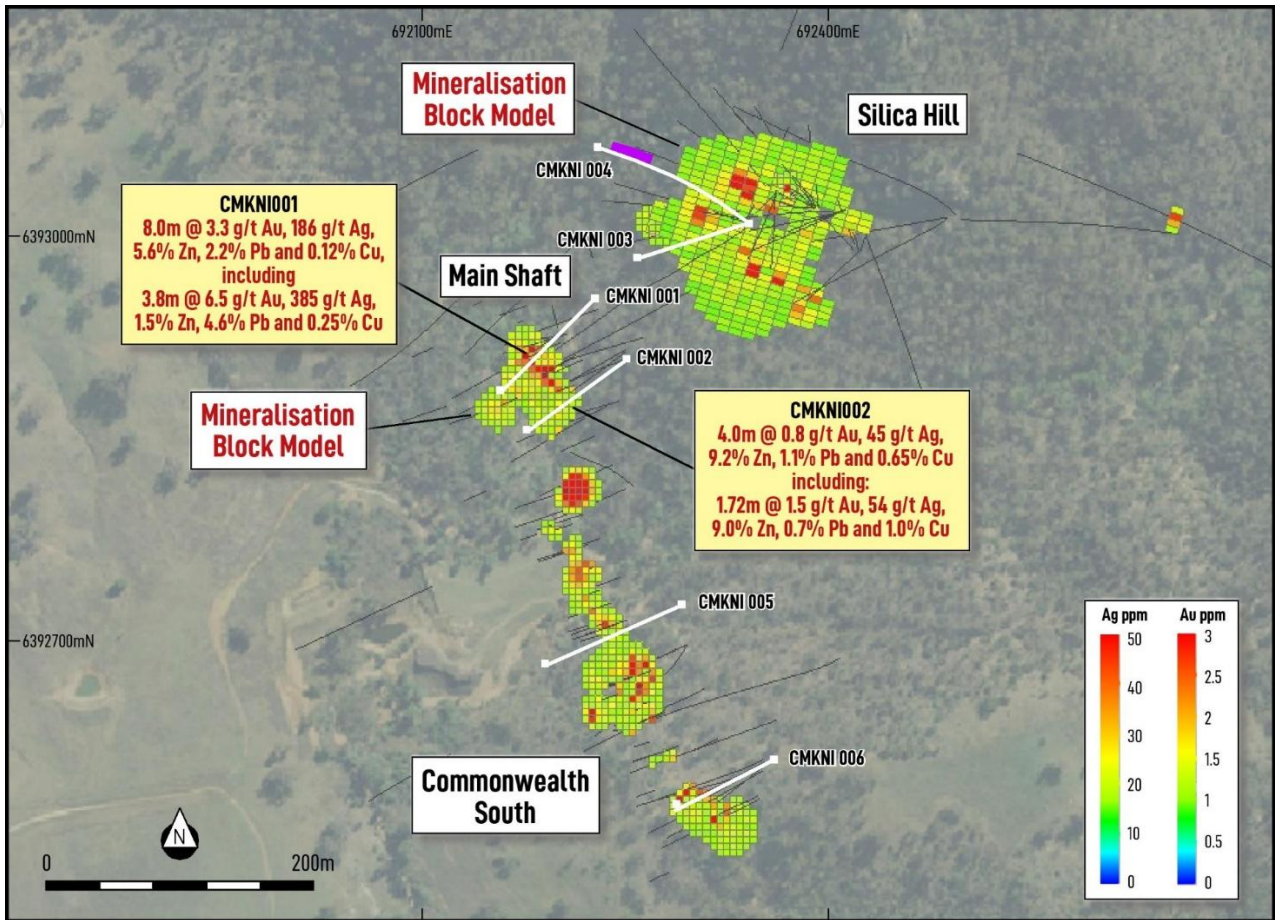 692100mE
692400mE
Mineralisation
Block Model
Silica Hill
CMKNI 004
CMKNI001
8.0m @ 3.3 g/t Au, 186 g/t Ag,
5.6% Zn, 2.2% Pb and 0.12% Cu,
including
3.8m @ 6.5 g/t Au, 385 g/t Ag,
1.5% Zn, 4.6% Pb and 0.25% Cu
6393000mN
CMKNI 003
Main Shaft
CMKNI 001
CMKNI 002
Mineralisation
Block Model
CMKNI002
4.0m @ 0.8 g/t Au, 45 g/t Ag,
9.2% Zn, 1.1% Pb and 0.65% Cu
including:
1.72m @ 1.5 g/t Au, 54 g/t Ag,
9.0% Zn, 0.7% Pb and 1.0% Cu
CMKNI 005
6392700mN
Ag ppm
50
40
30
20
10
0
Au ppm
3
2.5
2
1.5
1
0.5
0
CMKNI 006
Commonwealth
South
N
0
200m